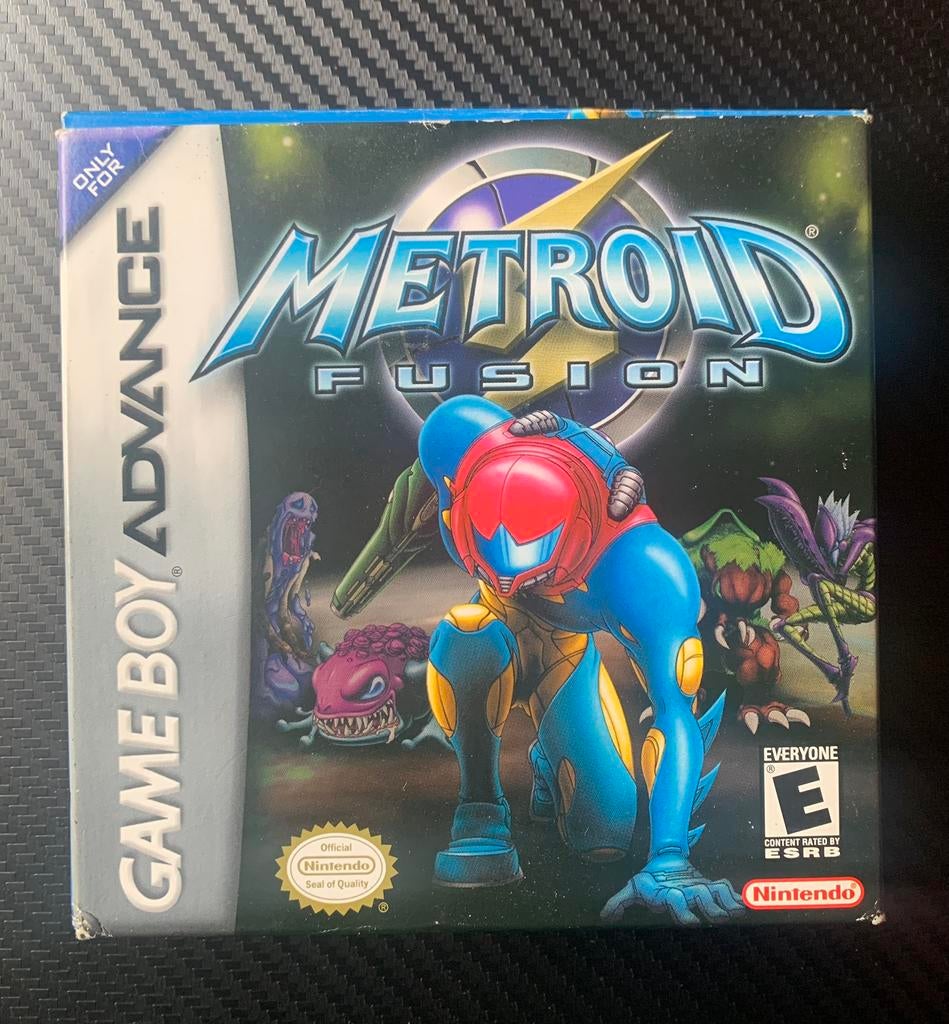 ONLY
FOR
GAME BOY ADVANCE
®
METROID®
FUSION
Official
Nintendo
Seal of Quality
®
EVERYONE
®
E
CONTENT RATED BY
ESRB
Nintendo®